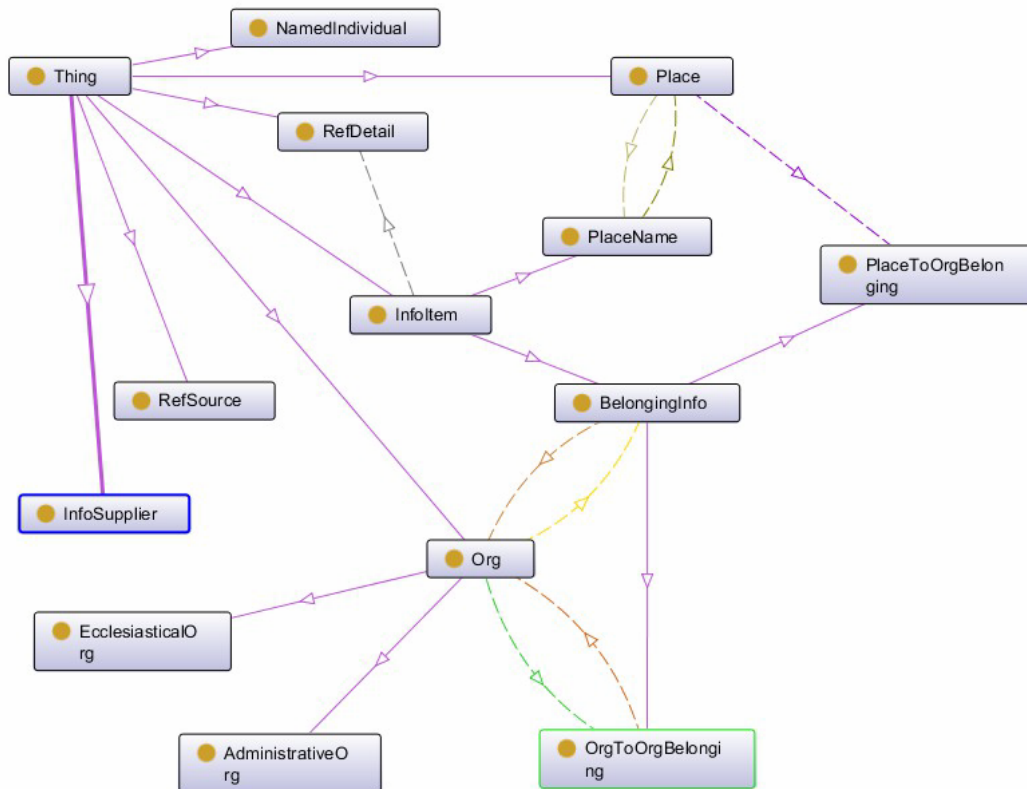 NamedIndividual
Thing
Place
RefDetail
PlaceName
PlaceToOrgBelon
ging
InfoItem
RefSource
BelongingInfo
InfoSupplier
Org
EcclesiasticalO
rg
AdministrativeO
rg
OrgToOrgBelongi
ng